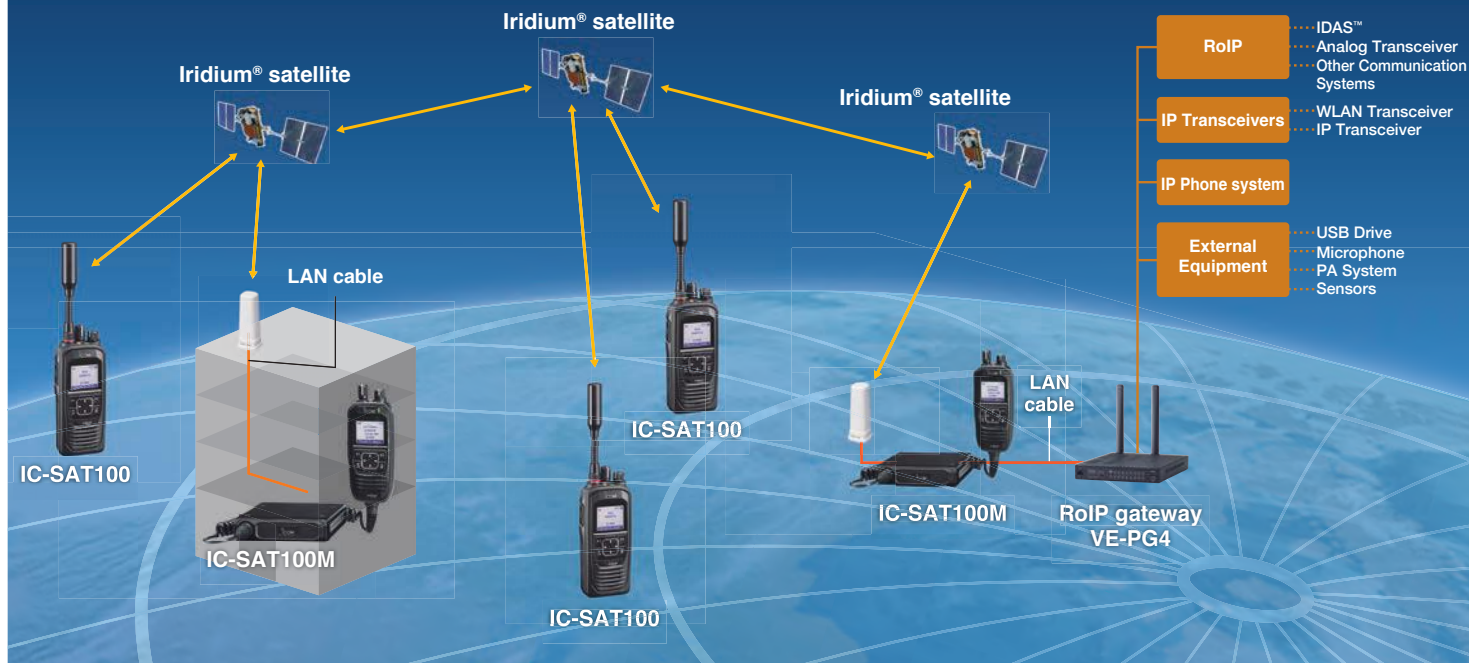 Iridium® satellite
Iridium® satellite
Iridium® satellite
LAN cable
IC-SAT100
IC-SAT100M
IC-SAT100
IC-SAT100
LAN
cable
IC-SAT100M
RoIP gateway
VE-PG4
RoIP
IDAS™
Analog Transceiver
Other Communication
Systems
IP Transceivers
WLAN Transceiver
IP Transceiver
IP Phone system
External
Equipment
USB Drive
Microphone
PA System
Sensors